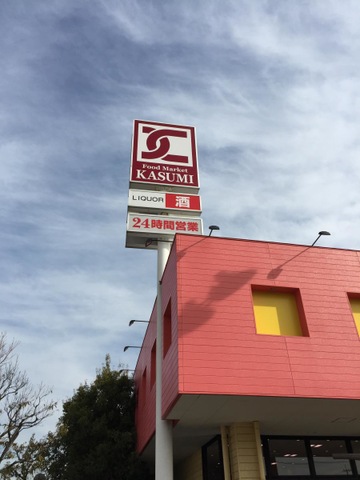 Food Market
KASUMI
LIQUOR 酒
24時間営業